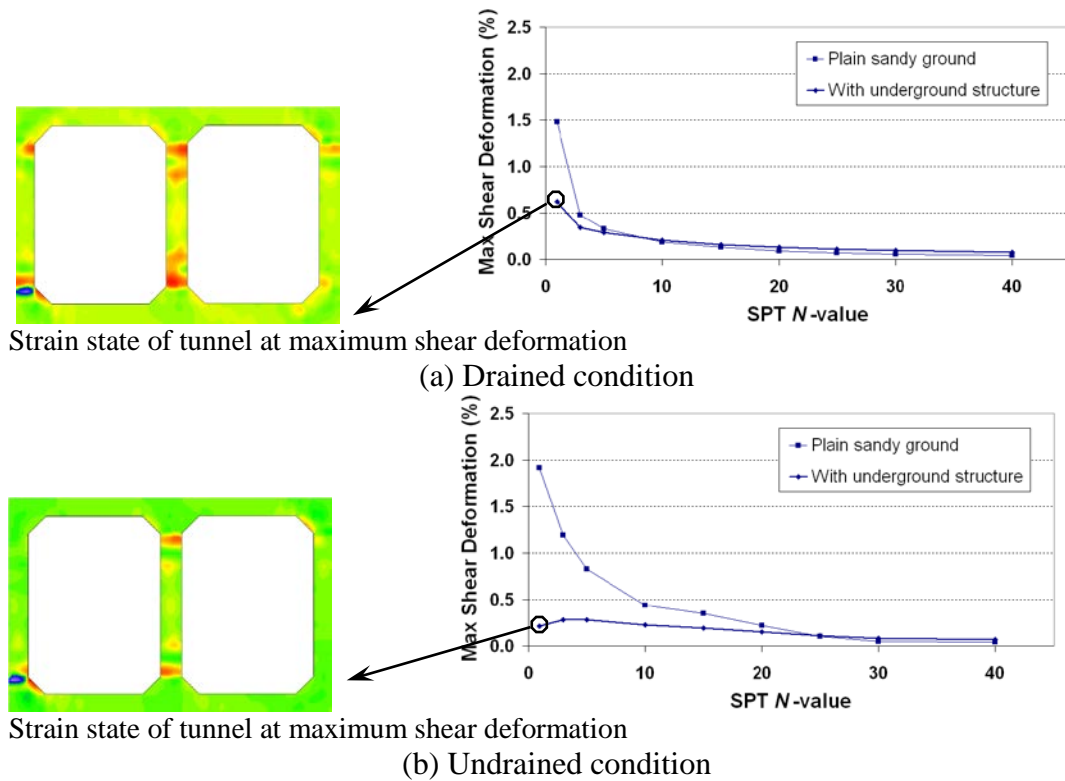 2.5
2.0
1.5
1.0
0.5
0.0
Max Shear Deformation (%)
Plain sandy ground
With underground structure
0 10 20 30 40
SPT N-value
Strain state of tunnel at maximum shear deformation
(a) Drained condition
2.5
2.0
1.5
1.0
0.5
0.0
Max Shear Deformation (%)
Plain sandy ground
With underground structure
0 10 20 30 40
SPT N-value
Strain state of tunnel at maximum shear deformation
(b) Undrained condition